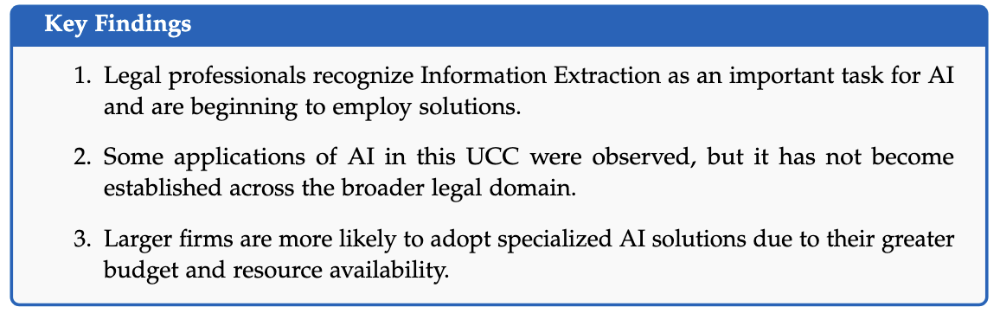 Key Findings
1. Legal professionals recognize Information Extraction as an important task for AI
and are beginning to employ solutions.
2. Some applications of AI in this UCC were observed, but it has not become
established across the broader legal domain.
3. Larger firms are more likely to adopt specialized AI solutions due to their greater
budget and resource availability.